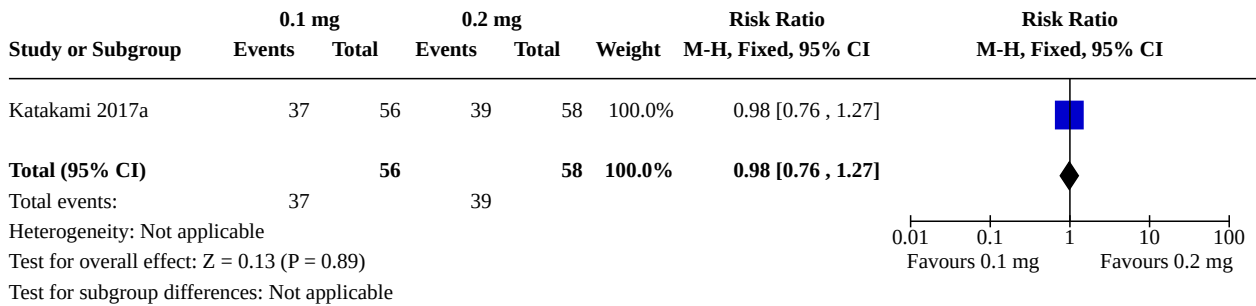 0.1 mg 0.2 mg Risk Ratio Risk Ratio
Study or Subgroup Events Total Events Total Weight M-H, Fixed, 95% CI M-H, Fixed, 95% CI
Katakami 2017a 37 56 39 58 100.0% 0.98 [0.76 , 1.27]
Total (95% CI) 56 58 100.0% 0.98 [0.76 , 1.27]
Total events: 37 39
Heterogeneity: Not applicable
0.01 0.1 1 10 100
Test for overall effect: Z = 0.13 (P = 0.89)
Favours 0.1 mg Favours 0.2 mg
Test for subgroup differences: Not applicable